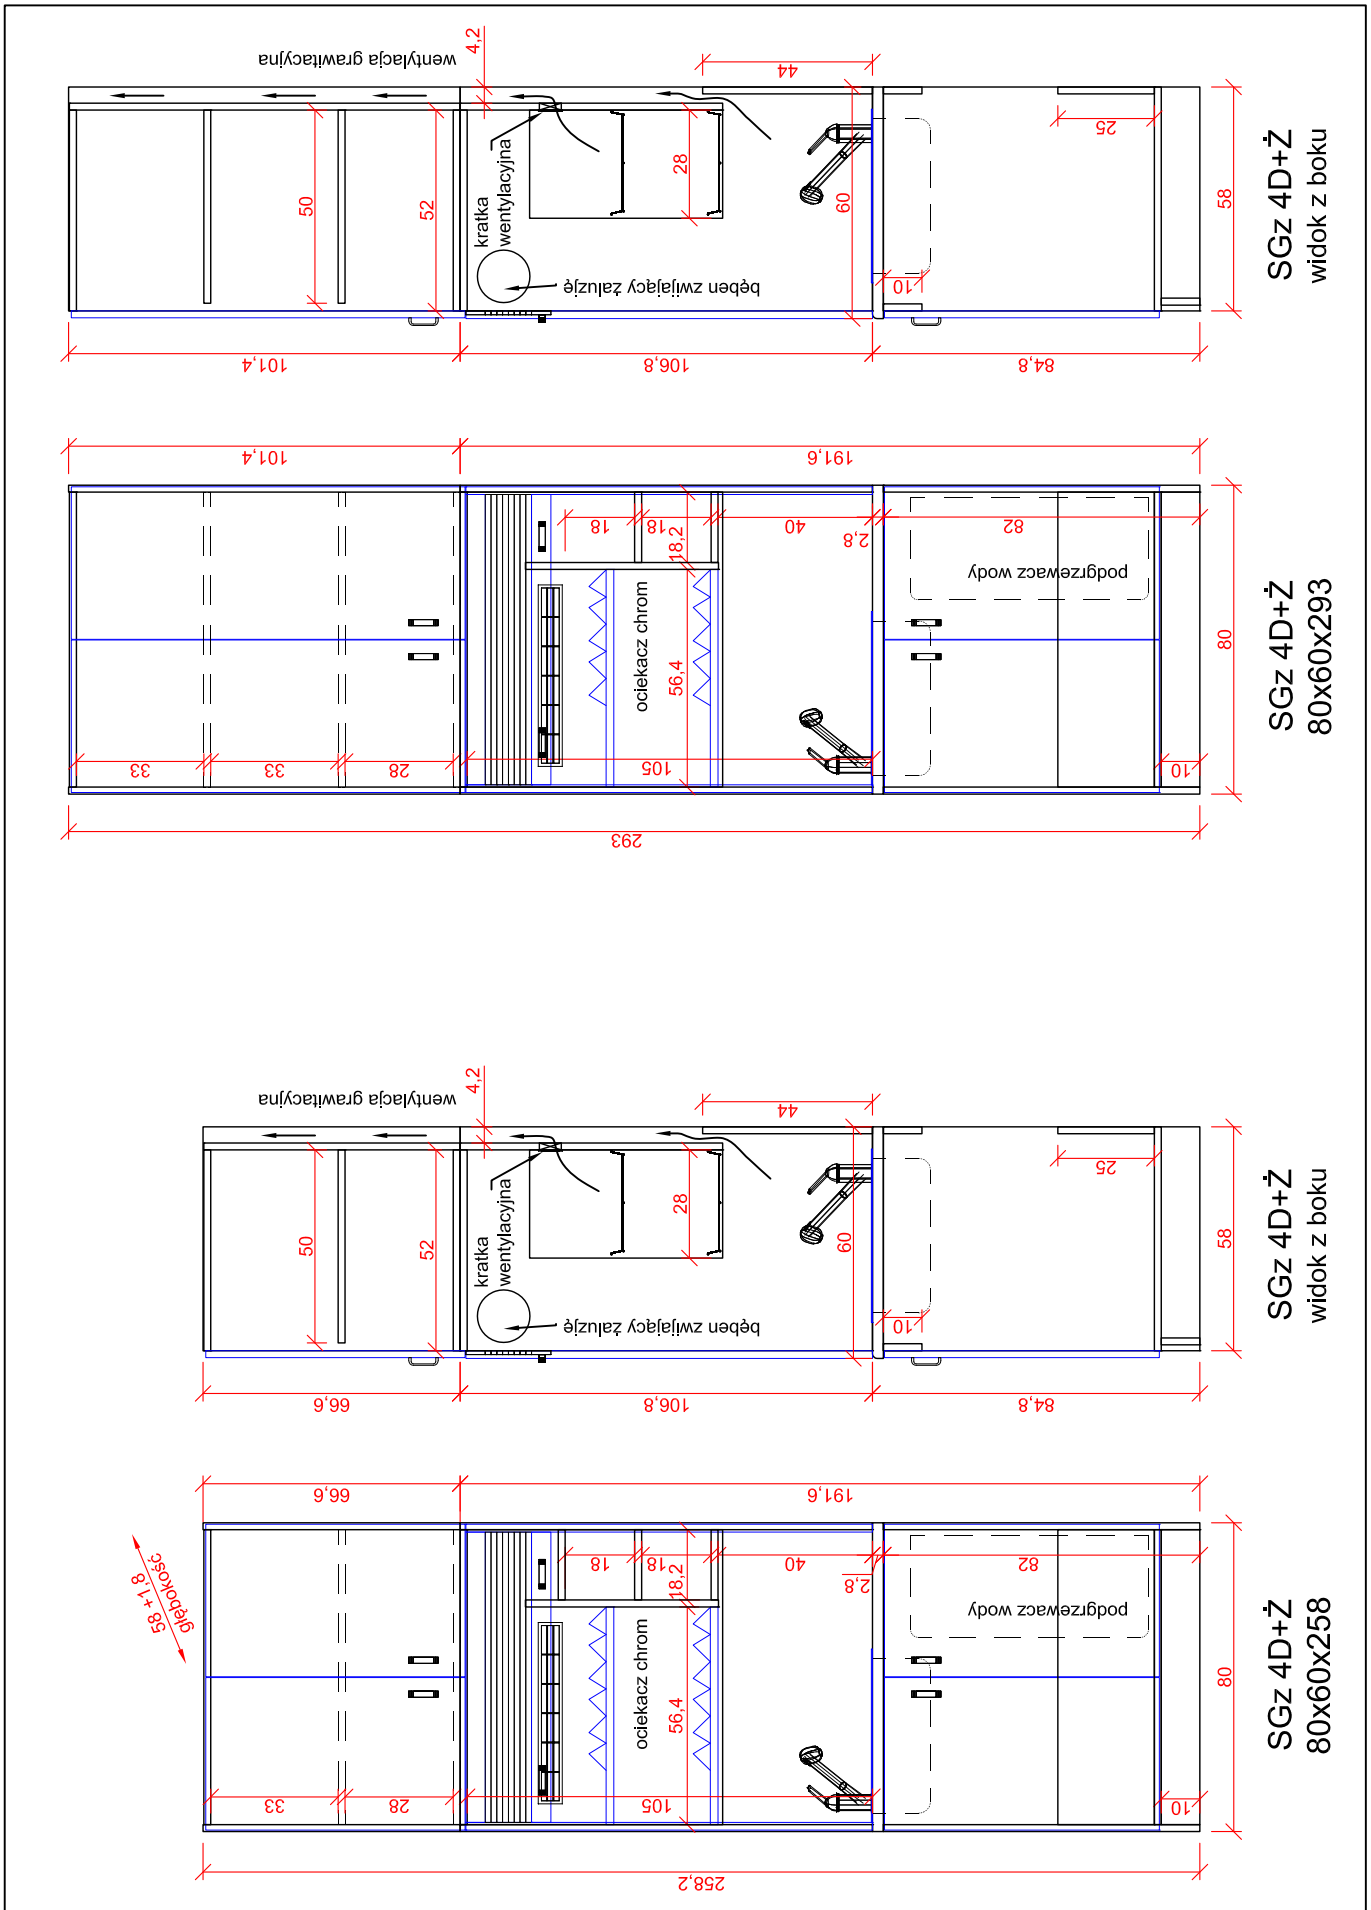 wentylacja grawitacyjna
4,2
44
25
28
60
50
52
kratka
wentylacyjna
bęben zwijający żaluzję
10
58
101,4
106,8
84,8
SGz 4D+Ż
widok z boku
101,4
191,6
18
18
18,2
40
2,8
82
podgrzewacz wody
ociekacz chrom
56,4
80
33
33
28
105
10
293
SGz 4D+Ż
80x60x293
wentylacja grawitacyjna
4,2
44
25
28
60
50
52
kratka
wentylacyjna
bęben zwijający żaluzję
10
58
66,6
106,8
84,8
SGz 4D+Ż
widok z boku
66,6
191,6
58 +1,8
głębokość
18
18
18,2
40
2,8
82
podgrzewacz wody
ociekacz chrom
56,4
80
33
28
105
10
258,2
SGz 4D+Ż
80x60x258